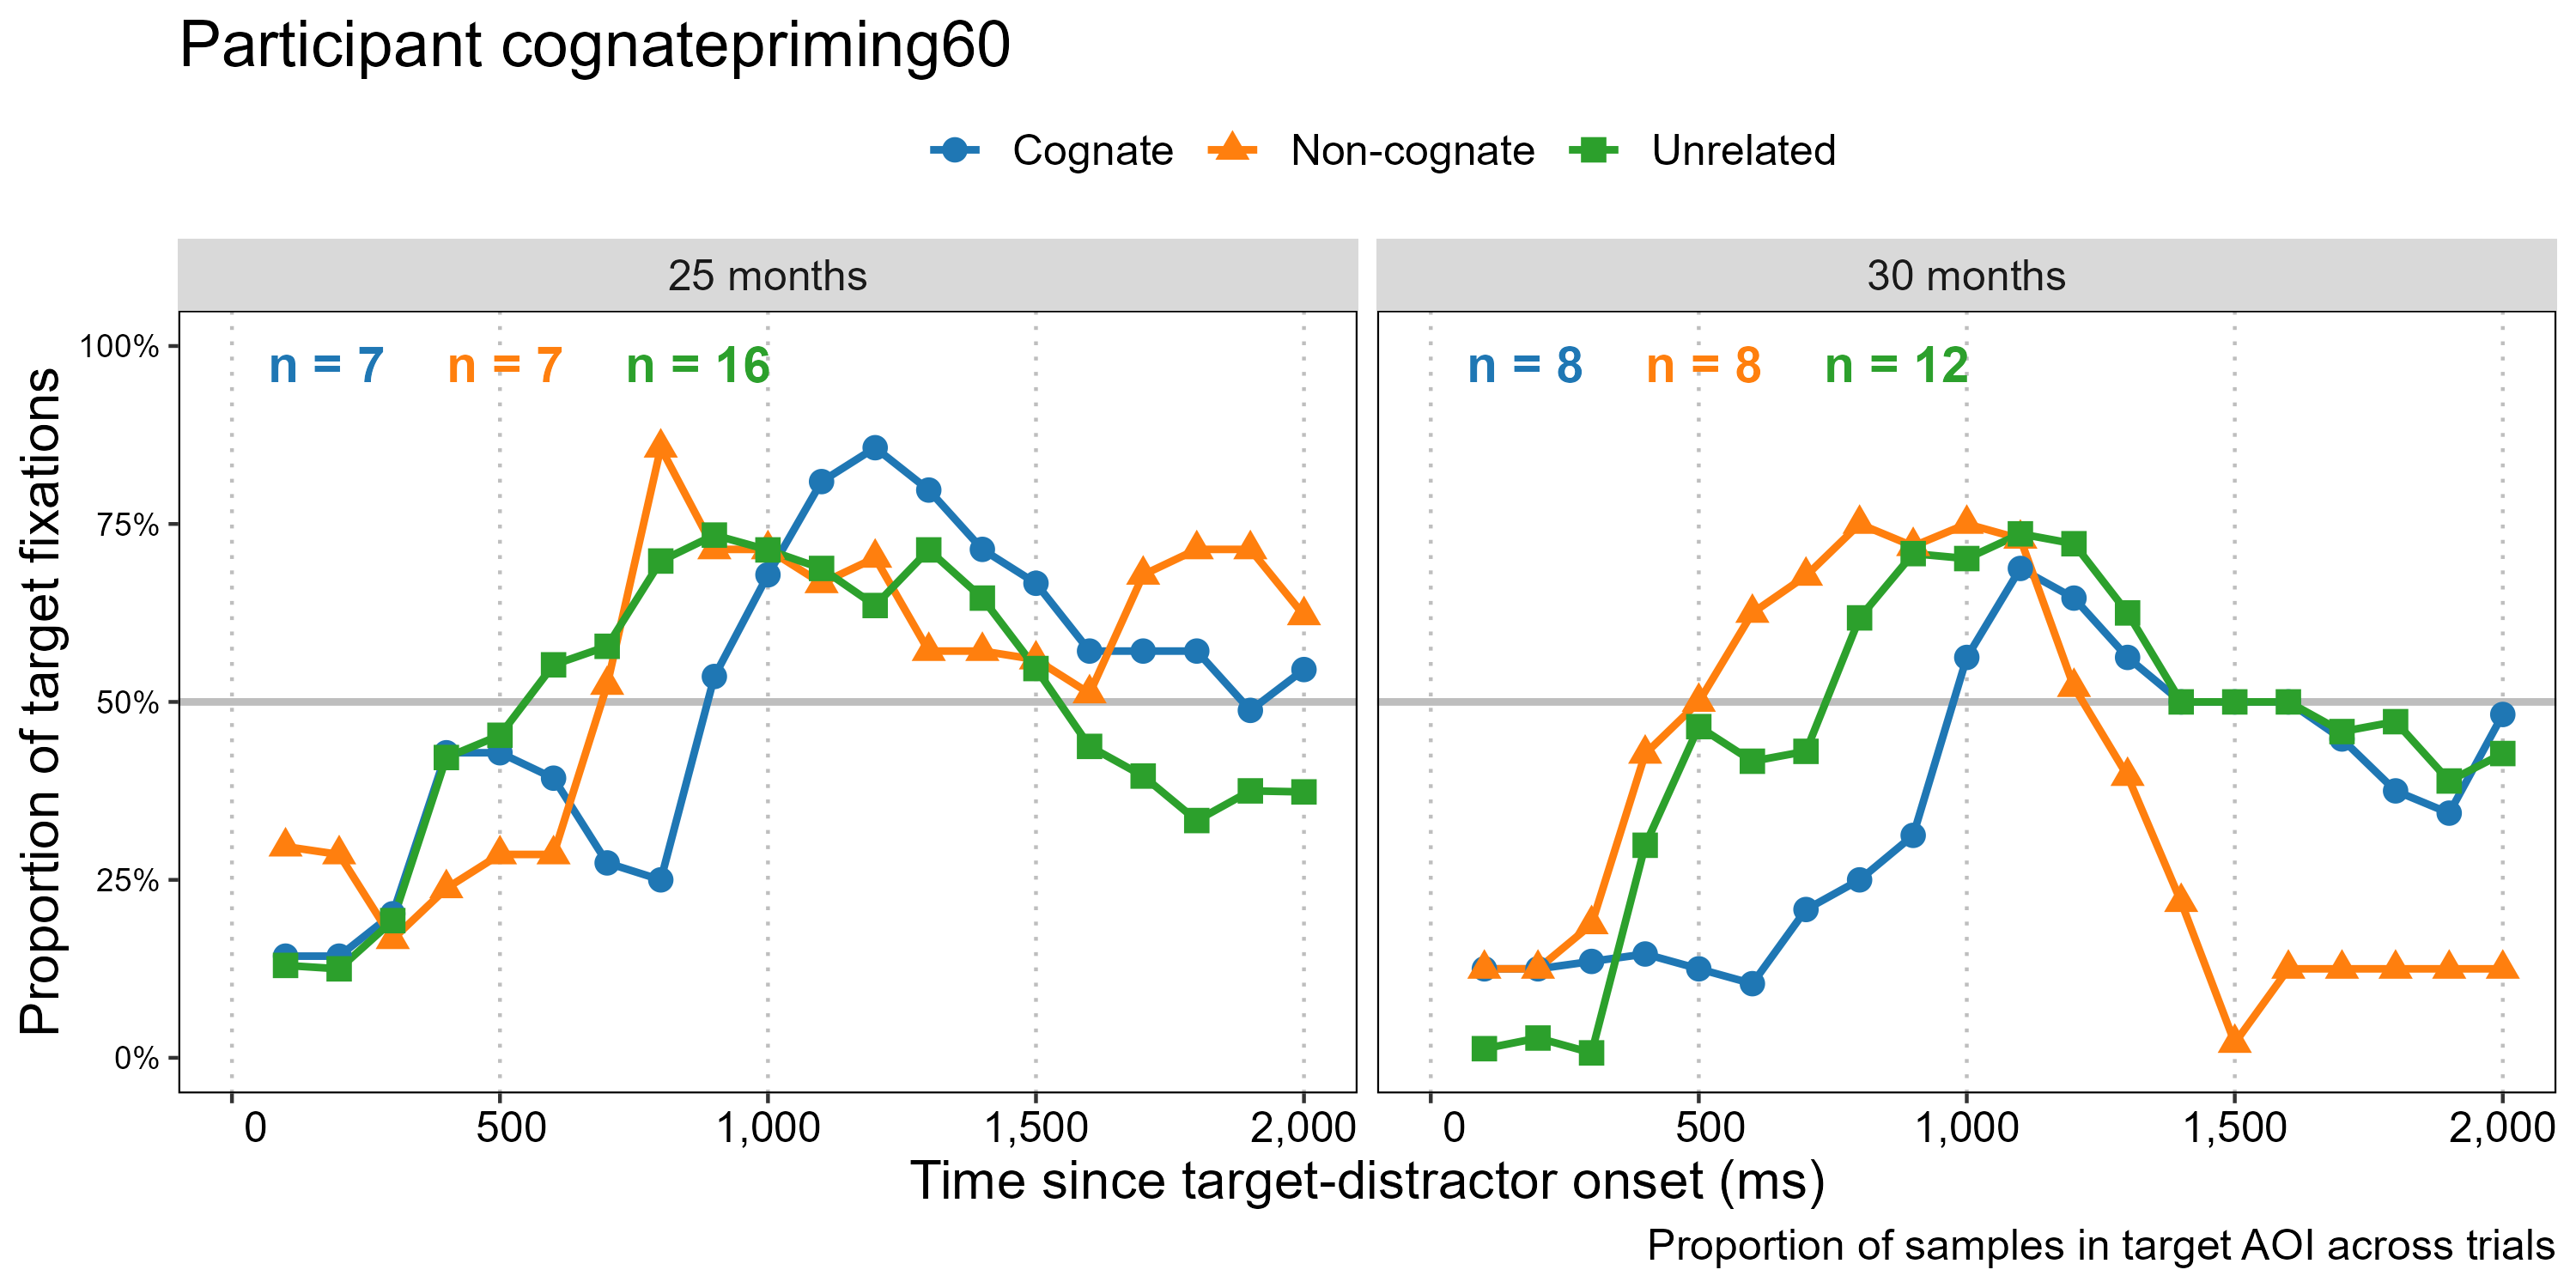 Participant cognatepriming60
Cognate Non-cognate Unrelated
25 months
30 months
Proportion of target fixations
100%
75%
50%
25%
0%
n = 7 n = 7 n = 16
n = 8 n = 8 n = 12
0 500 1,000 1,500 2,000
0 500 1,000 1,500 2,000
Time since target-distractor onset (ms)
Proportion of samples in target AOI across trials